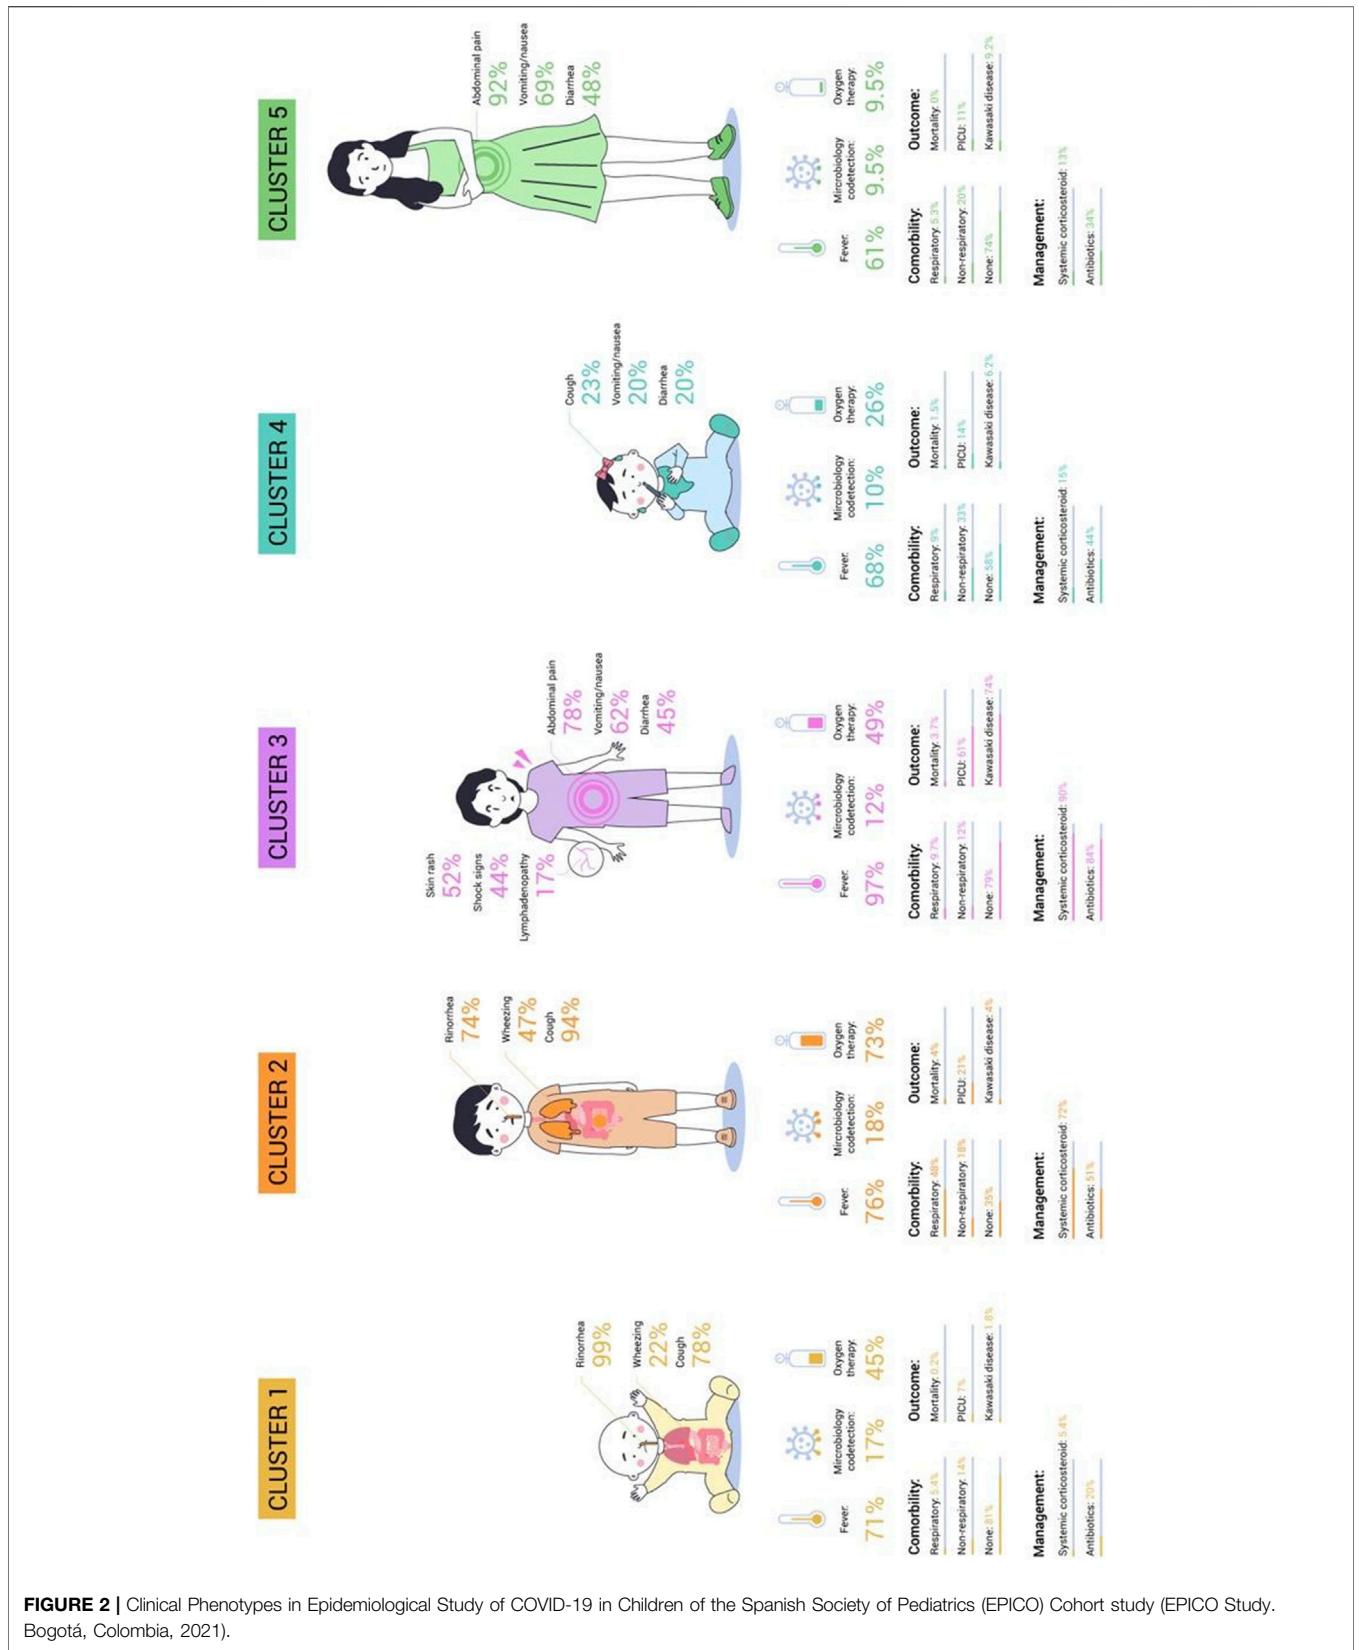 CLUSTER 1
Rinorrhea
99%
Wheezing
22%
Cough
78%
Fever:
71%
Mircrobiology
codetection:
17%
Oxygen
therapy:
45%
Comorbility:
Respiratory: 5.4%
Non-respiratory: 14%
None: 81%
Outcome:
Mortality: 0.2%
PICU: 7%
Kawasaki disease: 1.8%
Management:
Systemic corticosteroid: 5.4%
Antibiotics: 20%
CLUSTER 2
Rinorrhea
74%
Wheezing
47%
Cough
94%
Fever:
76%
Mircrobiology
codetection:
18%
Oxygen
therapy:
73%
Comorbility:
Respiratory: 48%
Non-respiratory: 18%
None: 35%
Outcome:
Mortality: 4%
PICU: 21%
Kawasaki disease: 4%
Management:
Systemic corticosteroid: 72%
Antibiotics: 51%
CLUSTER 3
Skin rash
52%
Shock signs
44%
Lymphadenopathy
17%
Abdominal pain
78%
Vomiting/nausea
62%
Diarrhea
45%
Fever:
97%
Mircrobiology
codetection:
12%
Oxygen
therapy:
49%
Comorbility:
Respiratory: 9.7%
Non-respiratory: 12%
None: 79%
Outcome:
Mortality: 3.7%
PICU: 61%
Kawasaki disease: 74%
Management:
Systemic corticosteroid: 90%
Antibiotics: 84%
CLUSTER 4
Cough
23%
Vomiting/nausea
20%
Diarrhea
20%
Fever:
68%
Mircrobiology
codetection:
10%
Oxygen
therapy:
26%
Comorbility:
Respiratory: 9%
Non-respiratory: 33%
None: 58%
Outcome:
Mortality: 1.5%
PICU: 14%
Kawasaki disease: 6.2%
Management:
Systemic corticosteroid: 15%
Antibiotics: 44%
CLUSTER 5
Abdominal pain
92%
Vomiting/nausea
69%
Diarrhea
48%
Fever:
61%
Mircrobiology
codetection:
9.5%
Oxygen
therapy:
9.5%
Comorbility:
Respiratory: 5.3%
Non-respiratory: 20%
None: 74%
Outcome:
Mortality: 0%
PICU: 11%
Kawasaki disease: 9.2%
Management:
Systemic corticosteroid: 13%
Antibiotics: 34%
FIGURE 2 | Clinical Phenotypes in Epidemiological Study of COVID-19 in Children of the Spanish Society of Pediatrics (EPICO) Cohort study (EPICO Study.
Bogotá, Colombia, 2021).